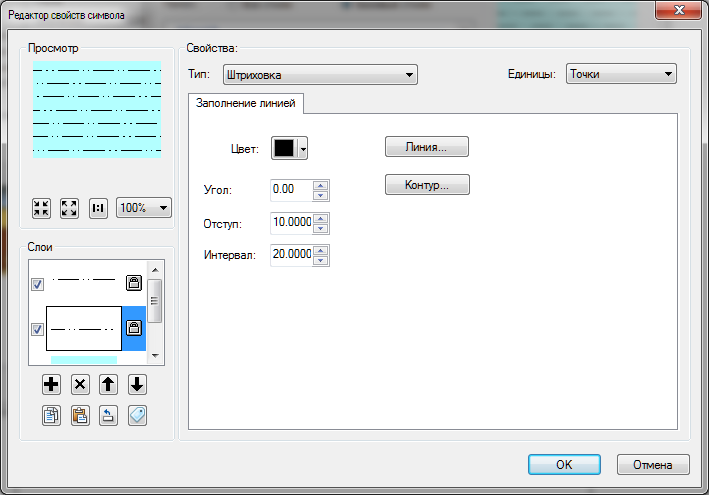 Редактор свойств символа
Просмотр
1:1
100%
Слои
Свойства:
Тип: Штриховка
Единицы: Точки
Заполнение линией
Цвет:
Линия...
Угол: 0.00
Контур...
Отступ: 10.0000
Интервал: 20.0000
OK
Отмена